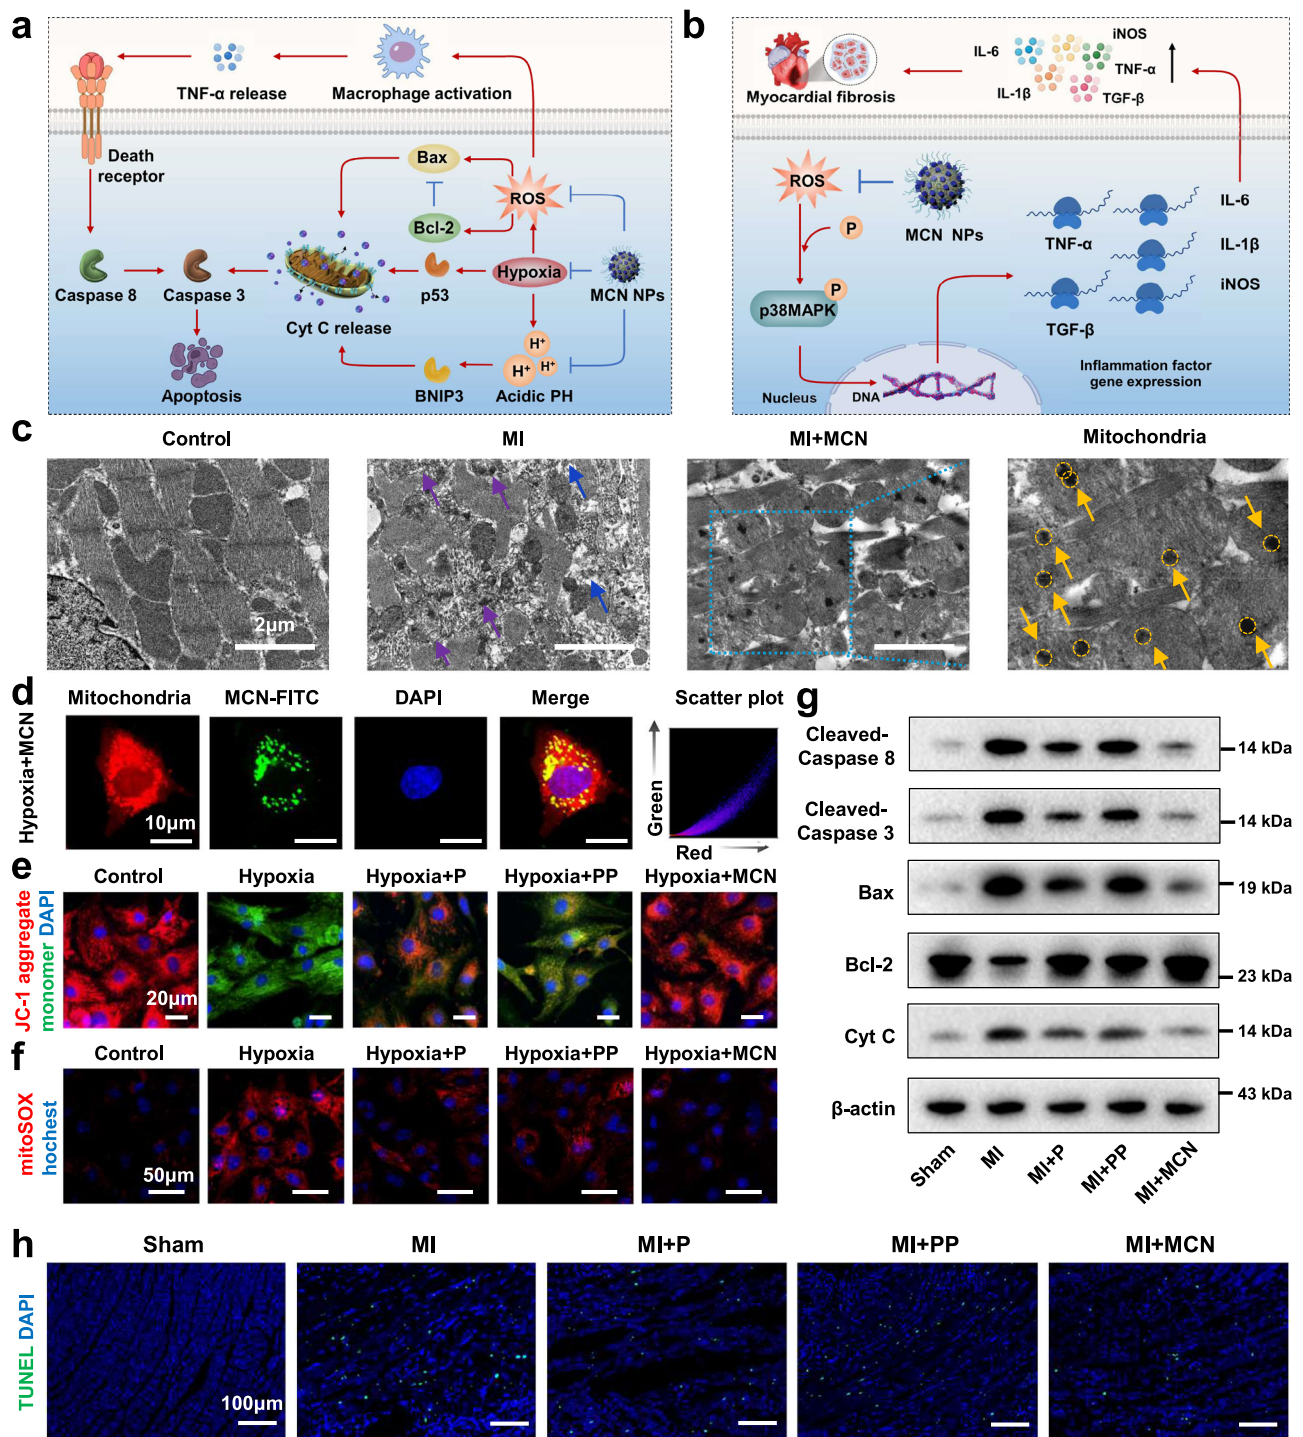 a
TNF-α release
Macrophage activation
Death
receptor
Bax
ROS
Bcl-2
Hypoxia
Caspase 8
Caspase 3
p53
MCN NPs
Cyt C release
H⁺
H⁺
H⁺
Apoptosis
BNIP3
Acidic PH
b
IL-6
iNOS
TNF-α
IL-1β
TGF-β
Myocardial fibrosis
ROS
MCN NPs
P
P
p38MAPK
TNF-α
IL-6
IL-1β
iNOS
TGF-β
Inflammation factor
gene expression
Nucleus
DNA
c
Control
MI
MI+MCN
Mitochondria
2μm
d
Hypoxia+MCN
Mitochondria
MCN-FITC
DAPI
Merge
Scatter plot
10μm
Green
Red
e
JC-1 aggregate
monomer DAPI
Control
Hypoxia
Hypoxia+P
Hypoxia+PP
Hypoxia+MCN
20μm
f
mitoSOX
hochest
Control
Hypoxia
Hypoxia+P
Hypoxia+PP
Hypoxia+MCN
50μm
g
Cleaved-
Caspase 8
14 kDa
Cleaved-
Caspase 3
14 kDa
Bax
19 kDa
Bcl-2
23 kDa
Cyt C
14 kDa
β-actin
43 kDa
Sham
MI
MI+P
MI+PP
MI+MCN
h
TUNEL DAPI
Sham
MI
MI+P
MI+PP
MI+MCN
100μm